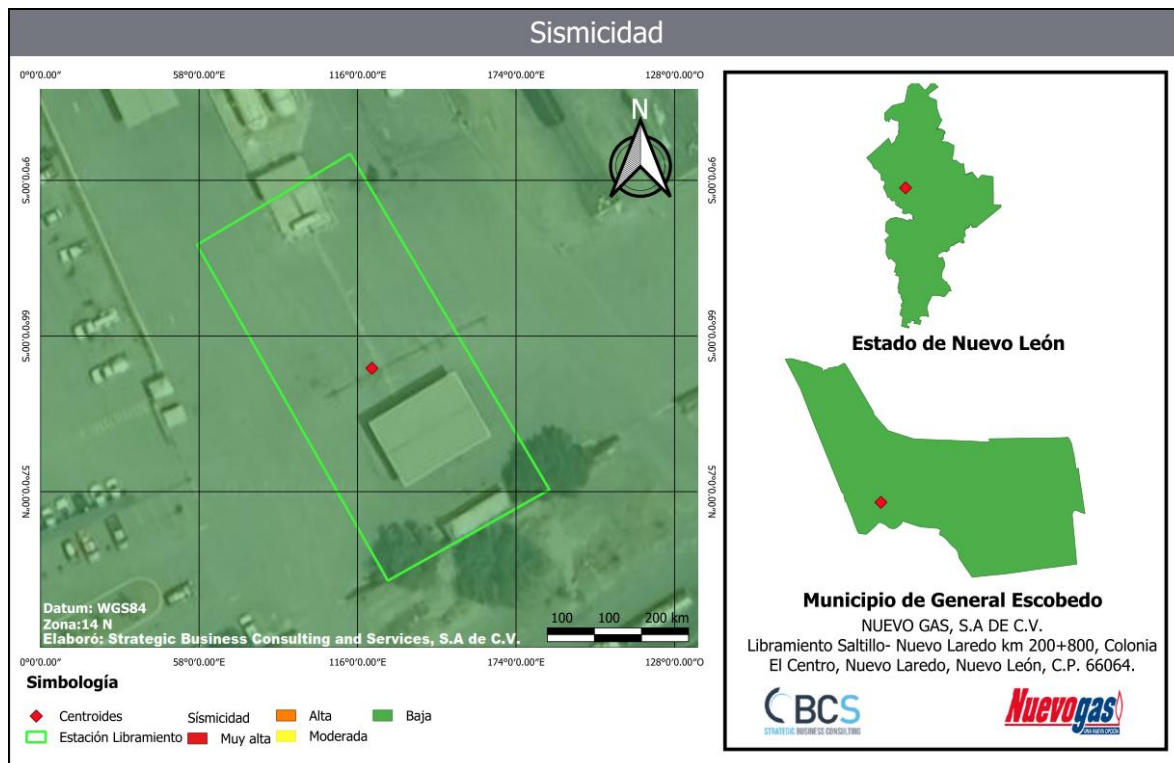 Sismicidad
0°0'0.00" 58°0'0.00"E 116°0'0.00"E 174°0'0.00"E 128°0'0.00"O
N
9°0'0.00"S 9°0'0.00"S
66°0'0.00"S 66°0'0.00"S
57°0'0.00"N 57°0'0.00"N
Datum: WGS84
Zona:14 N
Elaboró: Strategic Business Consulting and Services, S.A de C.V.
100 100 200 km
0°0'0.00" 58°0'0.00"E 116°0'0.00"E 174°0'0.00"E 128°0'0.00"O
Simbología
Centroides
Estación Libramiento
Sísmicidad
Muy alta
Alta
Moderada
Baja
Estado de Nuevo León
Municipio de General Escobedo
NUEVO GAS, S.A DE C.V.
Libramiento Saltillo- Nuevo Laredo km 200+800, Colonia
El Centro, Nuevo Laredo, Nuevo León, C.P. 66064.
BCS
STRATEGIC BUSINESS CONSULTING
Nuevogas
UNA NUEVA OPCIÓN